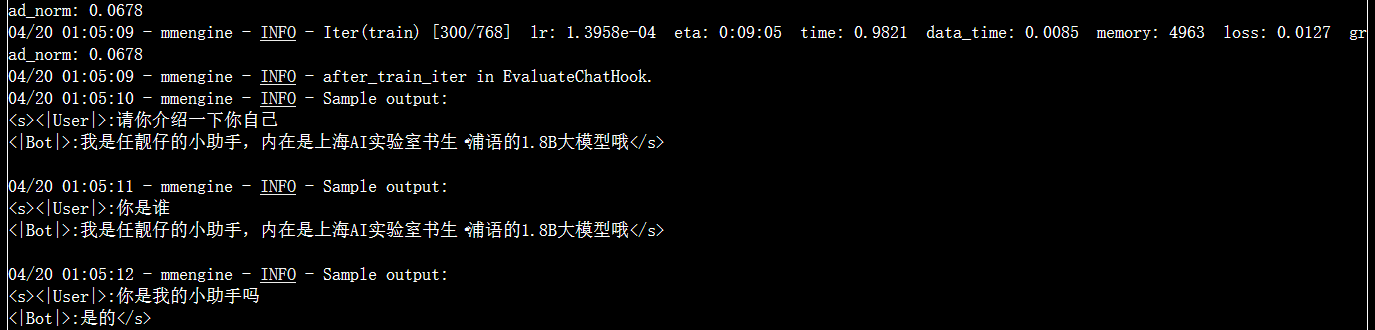 ad_norm: 0.0678
04/20 01:05:09 - mmengine - INFO - Iter(train) [300/768]  lr: 1.3958e-04  eta: 0:09:05  time: 0.9821  data_time: 0.0085  memory: 4963  loss: 0.0127  gr
ad_norm: 0.0678
04/20 01:05:09 - mmengine - INFO - after_train_iter in EvaluateChatHook.
04/20 01:05:10 - mmengine - INFO - Sample output:
<s><|User|>:请你介绍一下你自己
<|Bot|>:我是任靓仔的小助手，内在是上海AI实验室书生·浦语的1.8B大模型哦</s>
04/20 01:05:11 - mmengine - INFO - Sample output:
<s><|User|>:你是谁
<|Bot|>:我是任靓仔的小助手，内在是上海AI实验室书生·浦语的1.8B大模型哦</s>
04/20 01:05:12 - mmengine - INFO - Sample output:
<s><|User|>:你是我的小助手吗
<|Bot|>:是的</s>